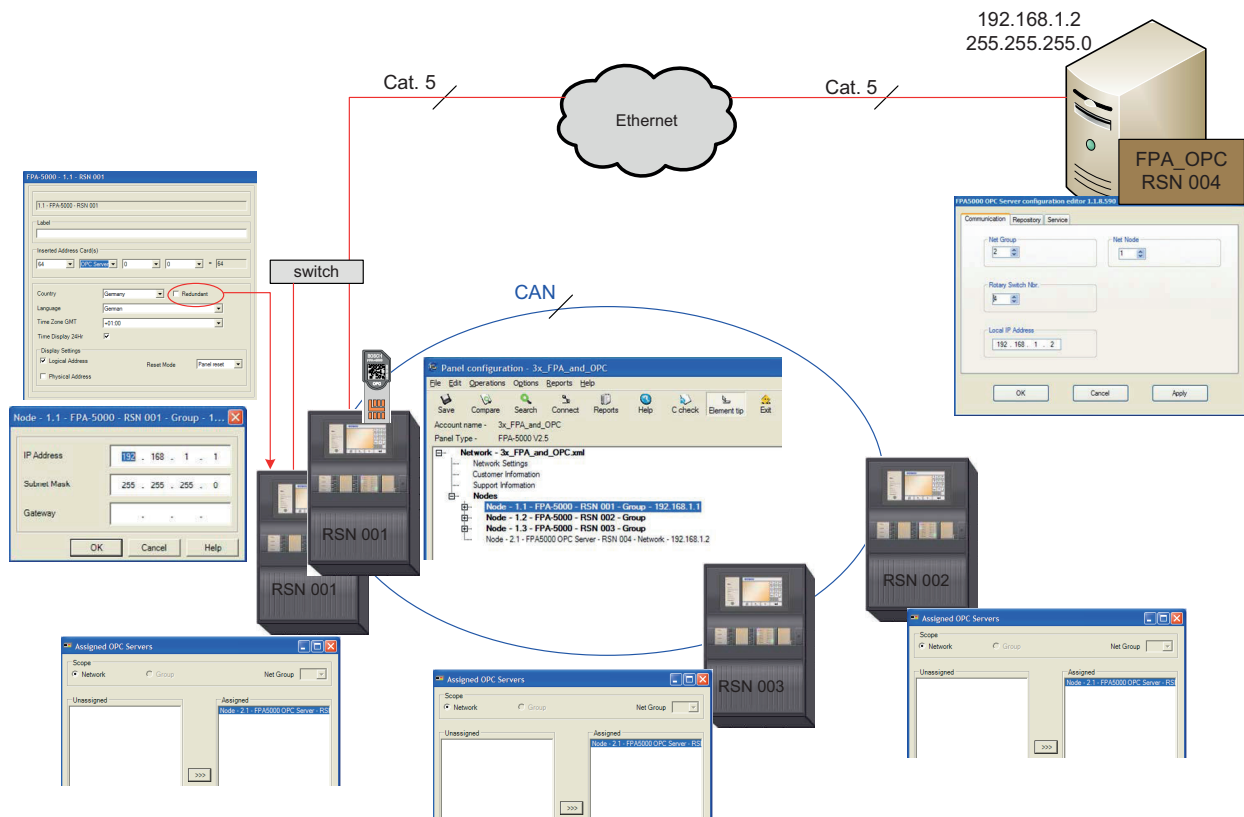 192.168.1.2
255.255.255.0
Cat. 5
Cat. 5
Ethernet
FPA_OPC
RSN 004
FPA-5000 - 1.1 - RSN 001
1.1 - FPA-5000 - RSN 001
Label
Inserted Address Card(s)
64 OPC Server 0 0 = 64
Country Germany Redundant
Language German
Time Zone GMT +01:00
Time Display 24Hr
Display Settings
Logical Address
Reset Mode Panel reset
Physical Address
switch
CAN
FPA5000 OPC Server configuration editor 1.1.8.590
Communication Repository Service
Net Group
2
Net Node
1
Rotary Switch Nbr.
4
Local IP Address
192 . 168 . 1 . 2
OK Cancel Apply
BOSCH
Node - 1.1 - FPA-5000 - RSN 001 - Group - 1...
IP Address 192 . 168 . 1 . 1
Subnet Mask 255 . 255 . 255 . 0
Gateway . . .
OK Cancel Help
RSN 001
RSN 001
Panel configuration - 3x_FPA_and_OPC
File Edit Operations Options Reports Help
Save Compare Search Connect Reports Help C check Element tip Exit
Account name - 3x_FPA_and_OPC
Panel Type - FPA-5000 V2.5
Network - 3x_FPA_and_OPC.xml
Network Settings
Customer Information
Support Information
Nodes
Node - 1.1 - FPA-5000 - RSN 001 - Group - 192.168.1.1
Node - 1.2 - FPA-5000 - RSN 002 - Group
Node - 1.3 - FPA-5000 - RSN 003 - Group
Node - 2.1 - FPA5000 OPC Server - RSN 004 - Network - 192.168.1.2
RSN 002
RSN 003
Assigned OPC Servers
Scope
Network Group Net Group
Unassigned Assigned
Node - 2.1 - FPA5000 OPC Server - RS
>>>
Assigned OPC Servers
Scope
Network Group Net Group
Unassigned Assigned
Node - 2.1 - FPA5000 OPC Server - RS
>>>
Assigned OPC Servers
Scope
Network Group Net Group
Unassigned Assigned
Node - 2.1 - FPA5000 OPC Server - RS
>>>